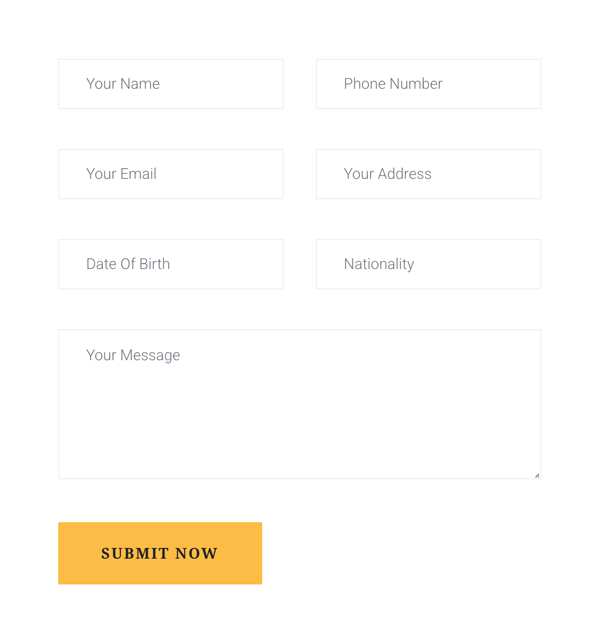 Your Name
Phone Number
Your Email
Your Address
Date Of Birth
Nationality
Your Message
SUBMIT NOW